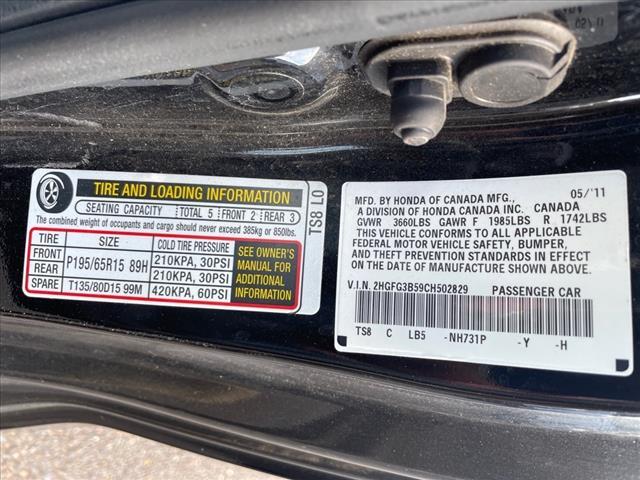 02/11
TIRE AND LOADING INFORMATION
SEATING CAPACITY TOTAL 5 FRONT 2 REAR 3
The combined weight of occupants and cargo should never exceed 385kg or 850lbs.
TIRE SIZE COLD TIRE PRESSURE
FRONT P195/65R15 89H 210KPA, 30PSI
REAR 210KPA, 30PSI
SPARE T135/80D15 99M 420KPA, 60PSI
SEE OWNER'S
MANUAL FOR
ADDITIONAL
INFORMATION
TS8 L0
MFD. BY HONDA OF CANADA MFG., 05/'11
A DIVISION OF HONDA CANADA INC. CANADA
GVWR 3660LBS GAWR F 1985LBS R 1742LBS
THIS VEHICLE CONFORMS TO ALL APPLICABLE
FEDERAL MOTOR VEHICLE SAFETY, BUMPER,
AND THEFT PREVENTION STANDARDS IN EFFECT
ON THE DATE OF MANUFACTURE SHOWN ABOVE.
V.I.N. 2HGFG3B59CH502829 PASSENGER CAR
TS8 C LB5 -NH731P -Y -H